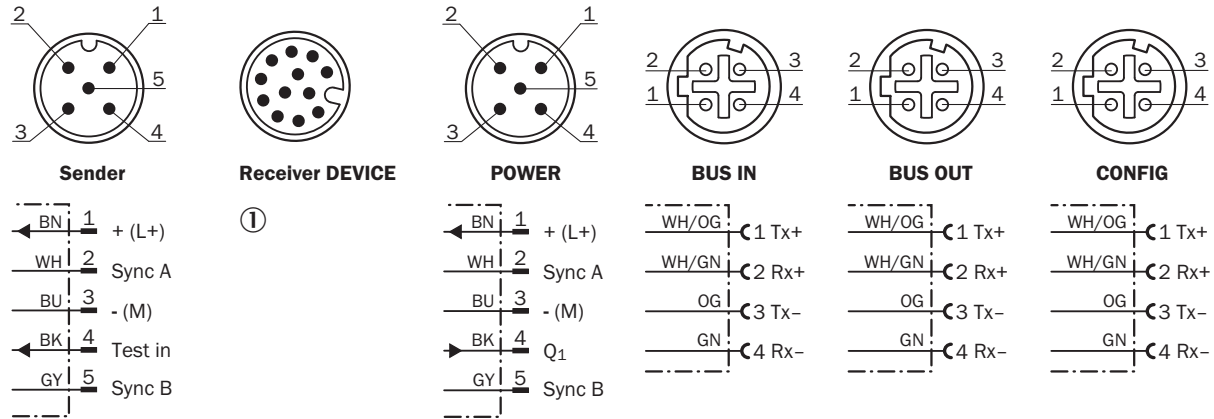 2 1
5
3 4
Sender
BN 1 + (L+)
WH 2 Sync A
BU 3 - (M)
BK 4 Test in
GY 5 Sync B
Receiver DEVICE
①
2 1
5
3 4
POWER
BN 1 + (L+)
WH 2 Sync A
BU 3 - (M)
BK 4 Q₁
GY 5 Sync B
2 3
1 4
BUS IN
WH/OG 1 Tx+
WH/GN 2 Rx+
OG 3 Tx–
GN 4 Rx–
2 3
1 4
BUS OUT
WH/OG 1 Tx+
WH/GN 2 Rx+
OG 3 Tx–
GN 4 Rx–
2 3
1 4
CONFIG
WH/OG 1 Tx+
WH/GN 2 Rx+
OG 3 Tx–
GN 4 Rx–